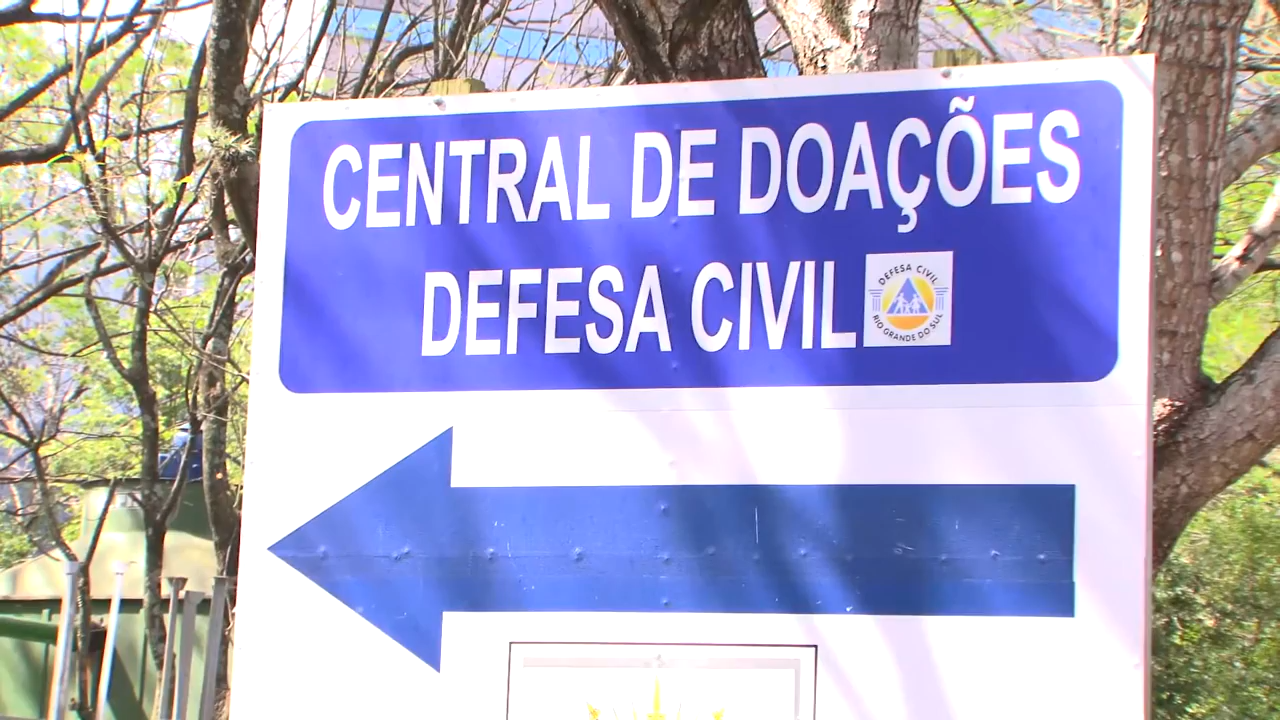 CENTRAL DE DOAÇÕES
DEFESA CIVIL
DEFESA CIVIL
RIO GRANDE DO SUL